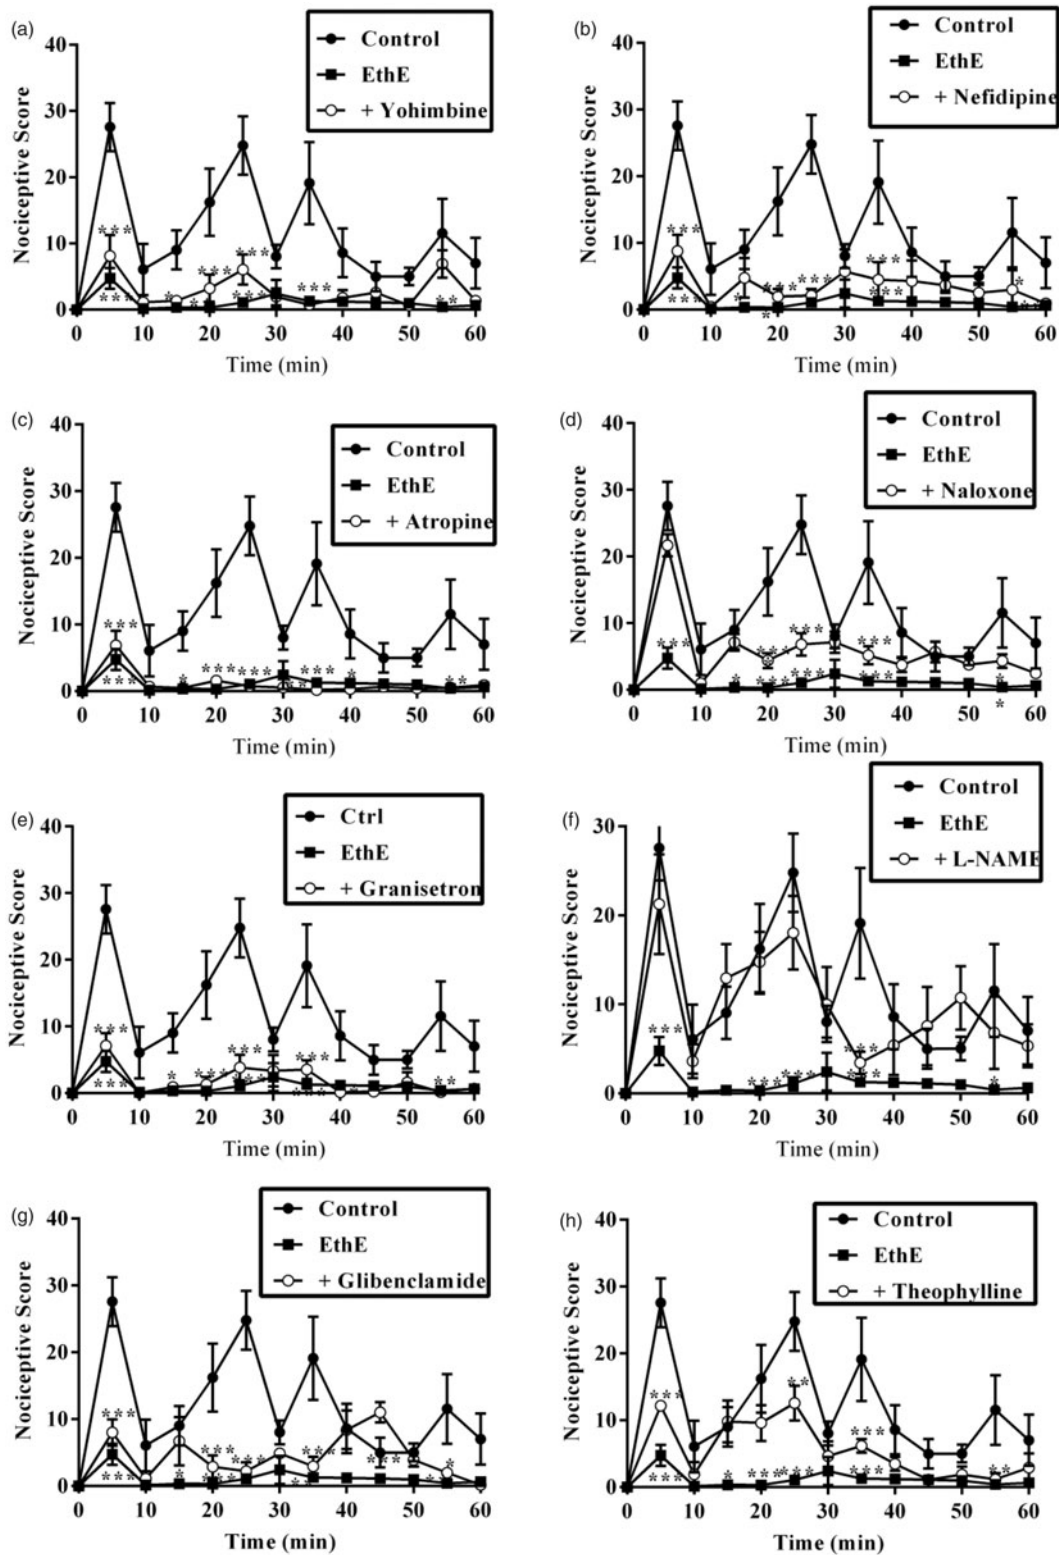 (a)
Control
EthE
+ Yohimbine
Nociceptive Score
40
30
20
10
0
***
***
*
***
*
***
***
***
**
0 10 20 30 40 50 60
Time (min)
(b)
Control
EthE
+ Nefidipine
Nociceptive Score
40
30
20
10
0
***
***
*
***
*
***
***
***
*
0 10 20 30 40 50 60
Time (min)
(c)
Control
EthE
+ Atropine
Nociceptive Score
40
30
20
10
0
***
***
*
***
***
***
*
**
0 10 20 30 40 50 60
Time (min)
(d)
Control
EthE
+ Naloxone
Nociceptive Score
40
30
20
10
0
***
*
***
***
***
***
***
*
*
0 10 20 30 40 50 60
Time (min)
(e)
Ctrl
EthE
+ Granisetron
Nociceptive Score
40
30
20
10
0
***
***
*
***
***
***
***
**
0 10 20 30 40 50 60
Time (min)
(f)
Control
EthE
+ L-NAME
Nociceptive Score
30
20
10
0
***
***
***
***
***
*
0 10 20 30 40 50 60
Time (min)
(g)
Control
EthE
+ Glibenclamide
Nociceptive Score
40
30
20
10
0
***
***
*
***
***
***
***
***
*
0 10 20 30 40 50 60
Time (min)
(h)
Control
EthE
+ Theophylline
Nociceptive Score
40
30
20
10
0
***
***
*
***
**
***
***
***
**
0 10 20 30 40 50 60
Time (min)